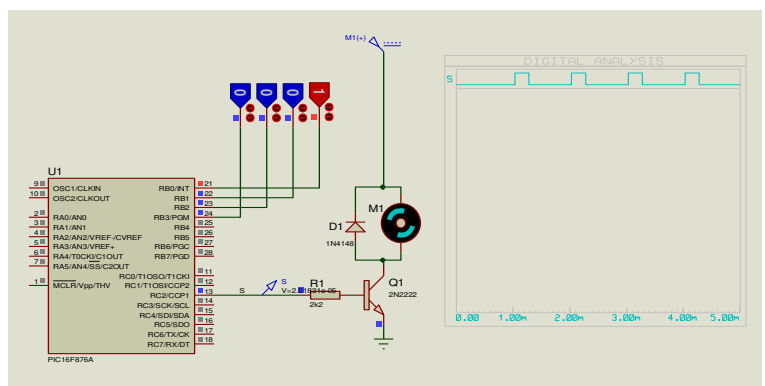 M1(+)
DIGITAL ANALYSIS
S
0 0 0 1
U1
9 OSC1/CLKIN
10 OSC2/CLKOUT
2 RA0/AN0
3 RA1/AN1
4 RA2/AN2/VREF-/CVREF
5 RA3/AN3/VREF+
6 RA4/T0CKI/C1OUT
7 RA5/AN4/SS/C2OUT
1 MCLR/Vpp/THV
RB0/INT 21
RB1 22
RB2 23
RB3/PGM 24
RB4 25
RB5 26
RB6/PGC 27
RB7/PGD 28
RC0/T1OSO/T1CKI 11
RC1/T1OSI/CCP2 12
RC2/CCP1 13
RC3/SCK/SCL 14
RC4/SDI/SDA 15
RC5/SDO 16
RC6/TX/CK 17
RC7/RX/DT 18
PIC16F876A
S
S
R1
2k2
D1
1N4148
M1
Q1
2N2222
0.00 1.00m 2.00m 3.00m 4.00m 5.00m